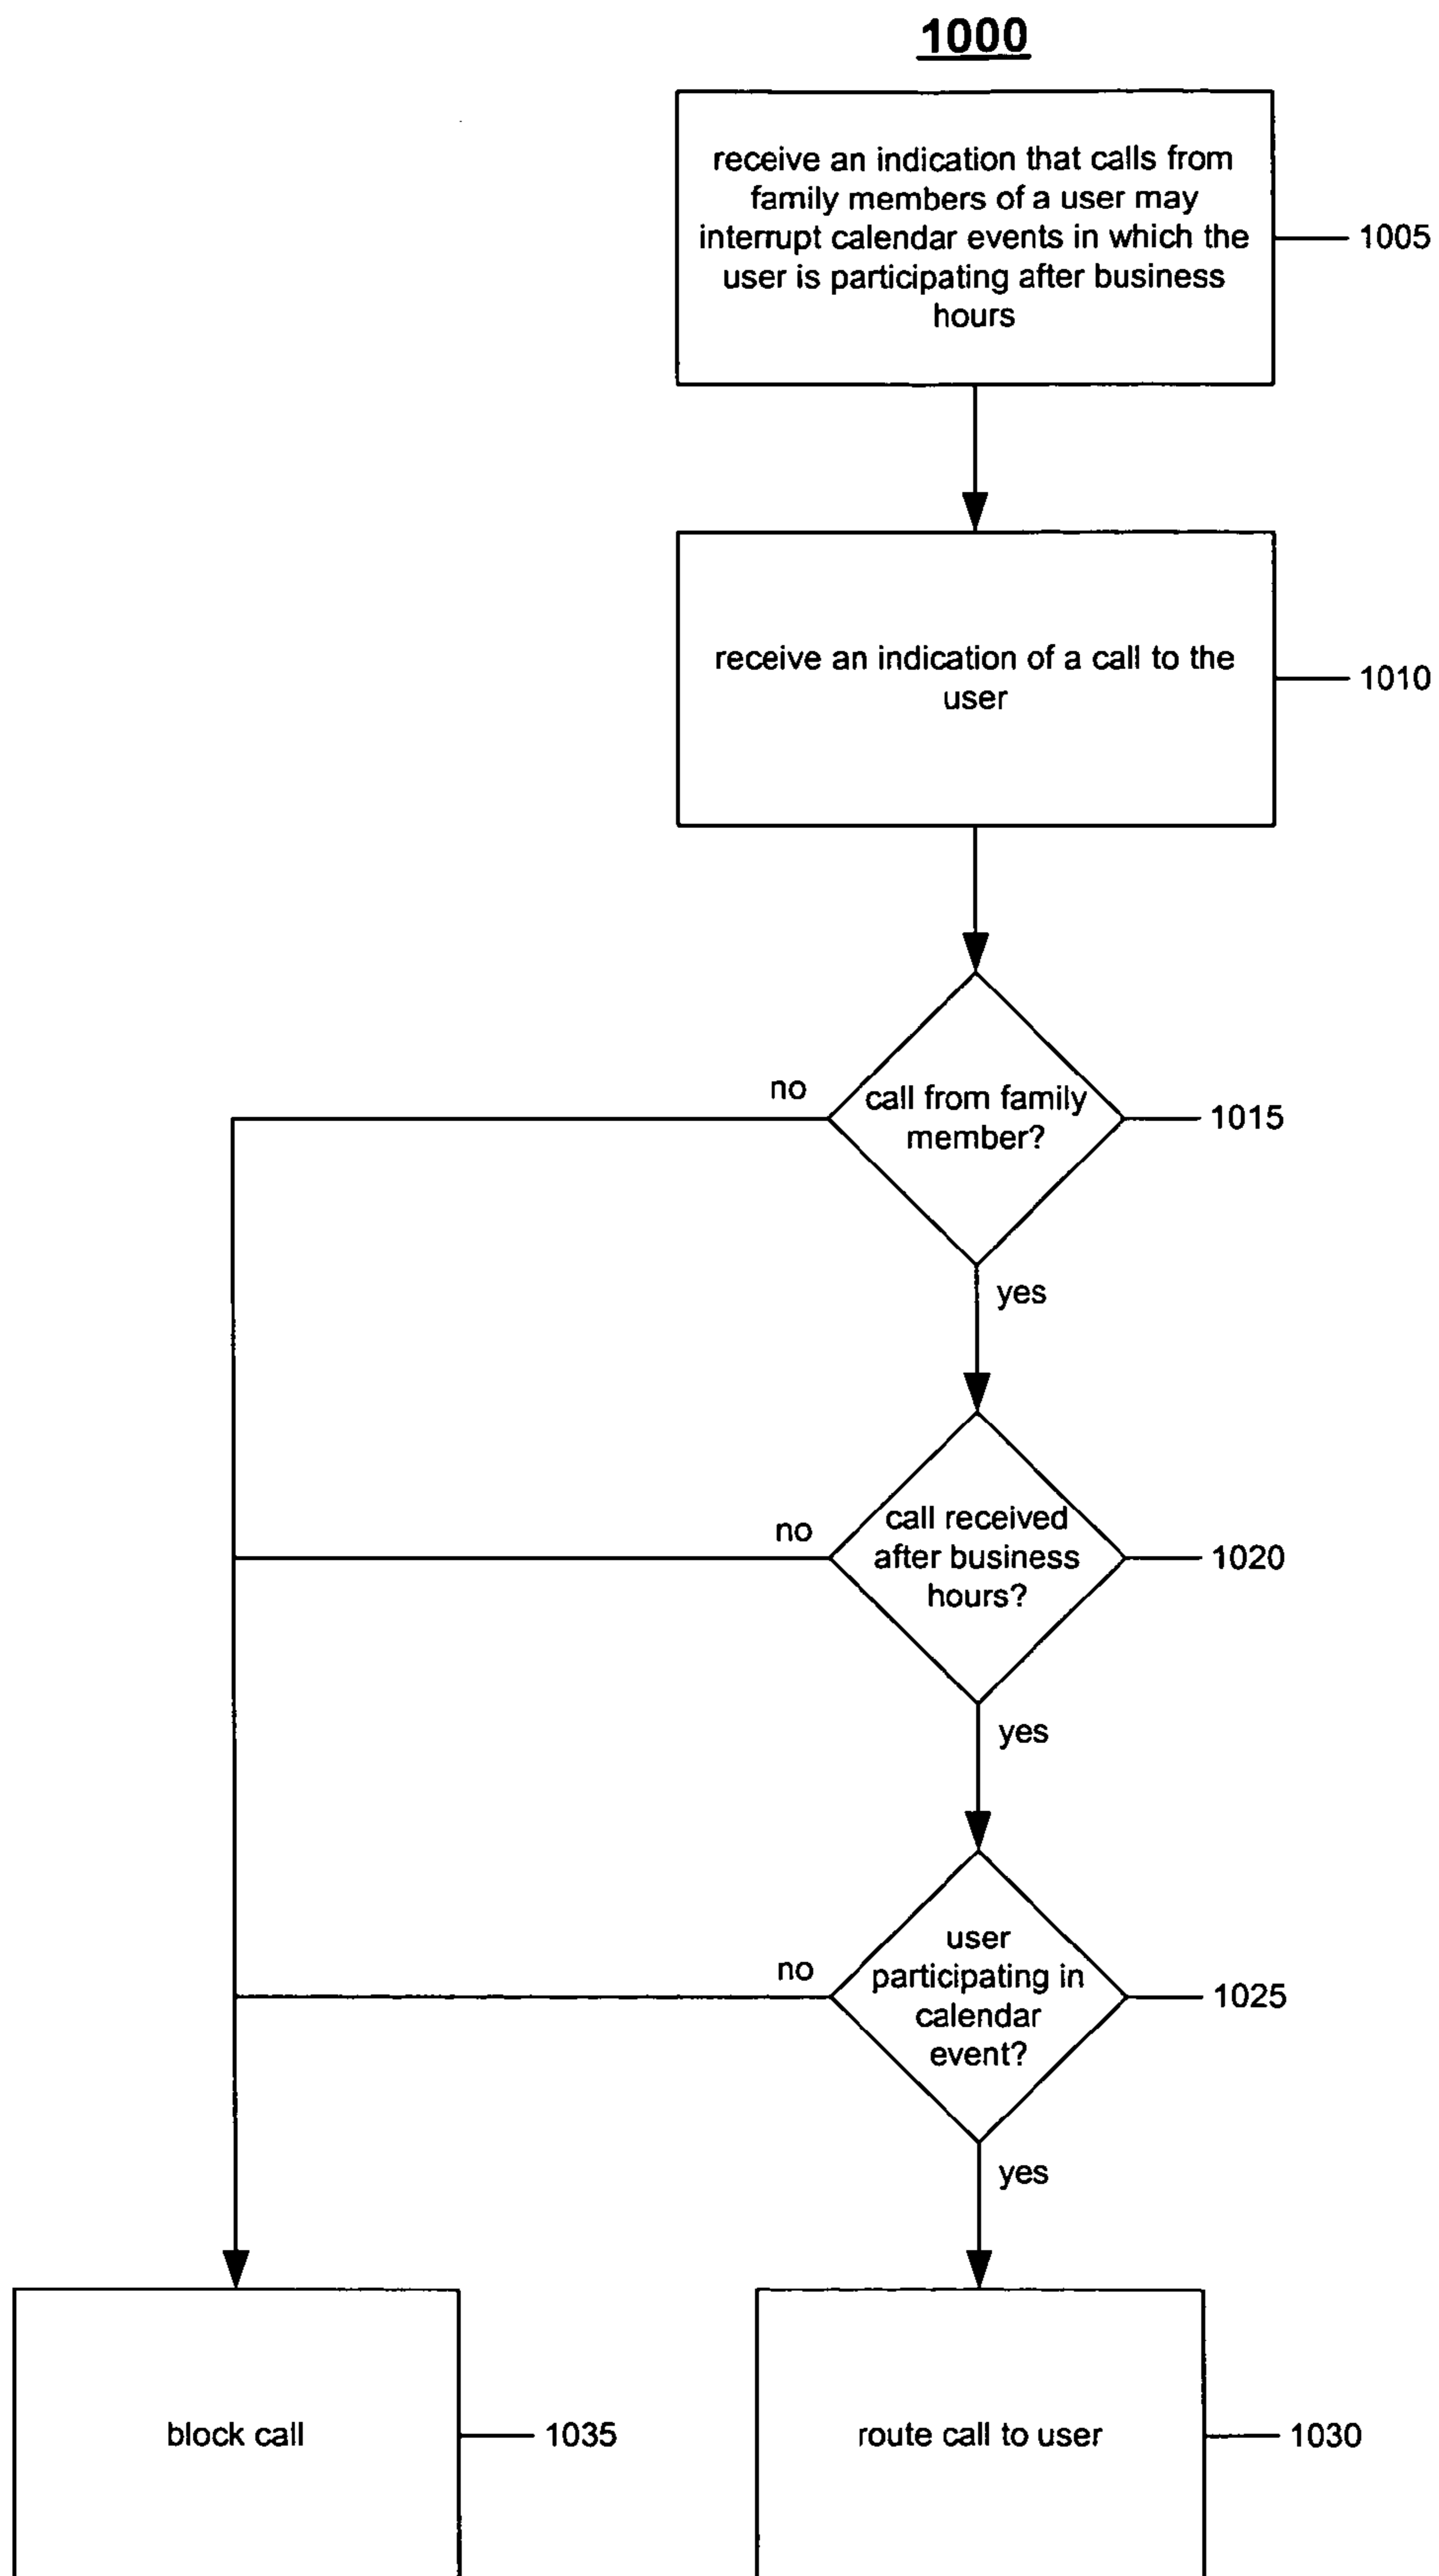 1000
receive an indication that calls from
family members of a user may
interrupt calendar events in which the
user is participating after business
hours
1005
receive an indication of a call to the
user
1010
no
call from family
member?
1015
yes
no
call received
after business
hours?
1020
yes
no
user
participating in
calendar
event?
1025
yes
block call
1035
route call to user
1030